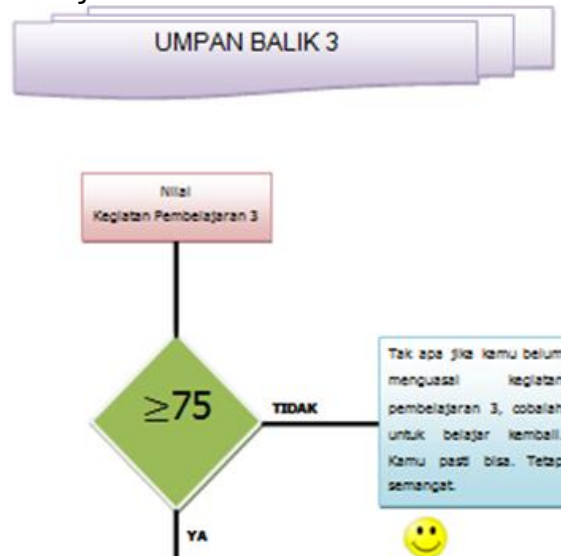 UMPAN BALIK 3
Nilai
Kegiatan Pembelajaran 3
≥75
TIDAK
Tak apa jika kamu belum
menguasai kegiatan
pembelajaran 3, cobalah
untuk belajar kembali.
Kamu pasti bisa. Tetap
semangat.
YA